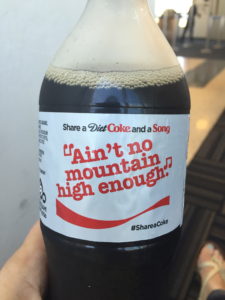 Share a Diet Coke and a Song
"Ain't no
mountain
high enough."
#ShareaCoke